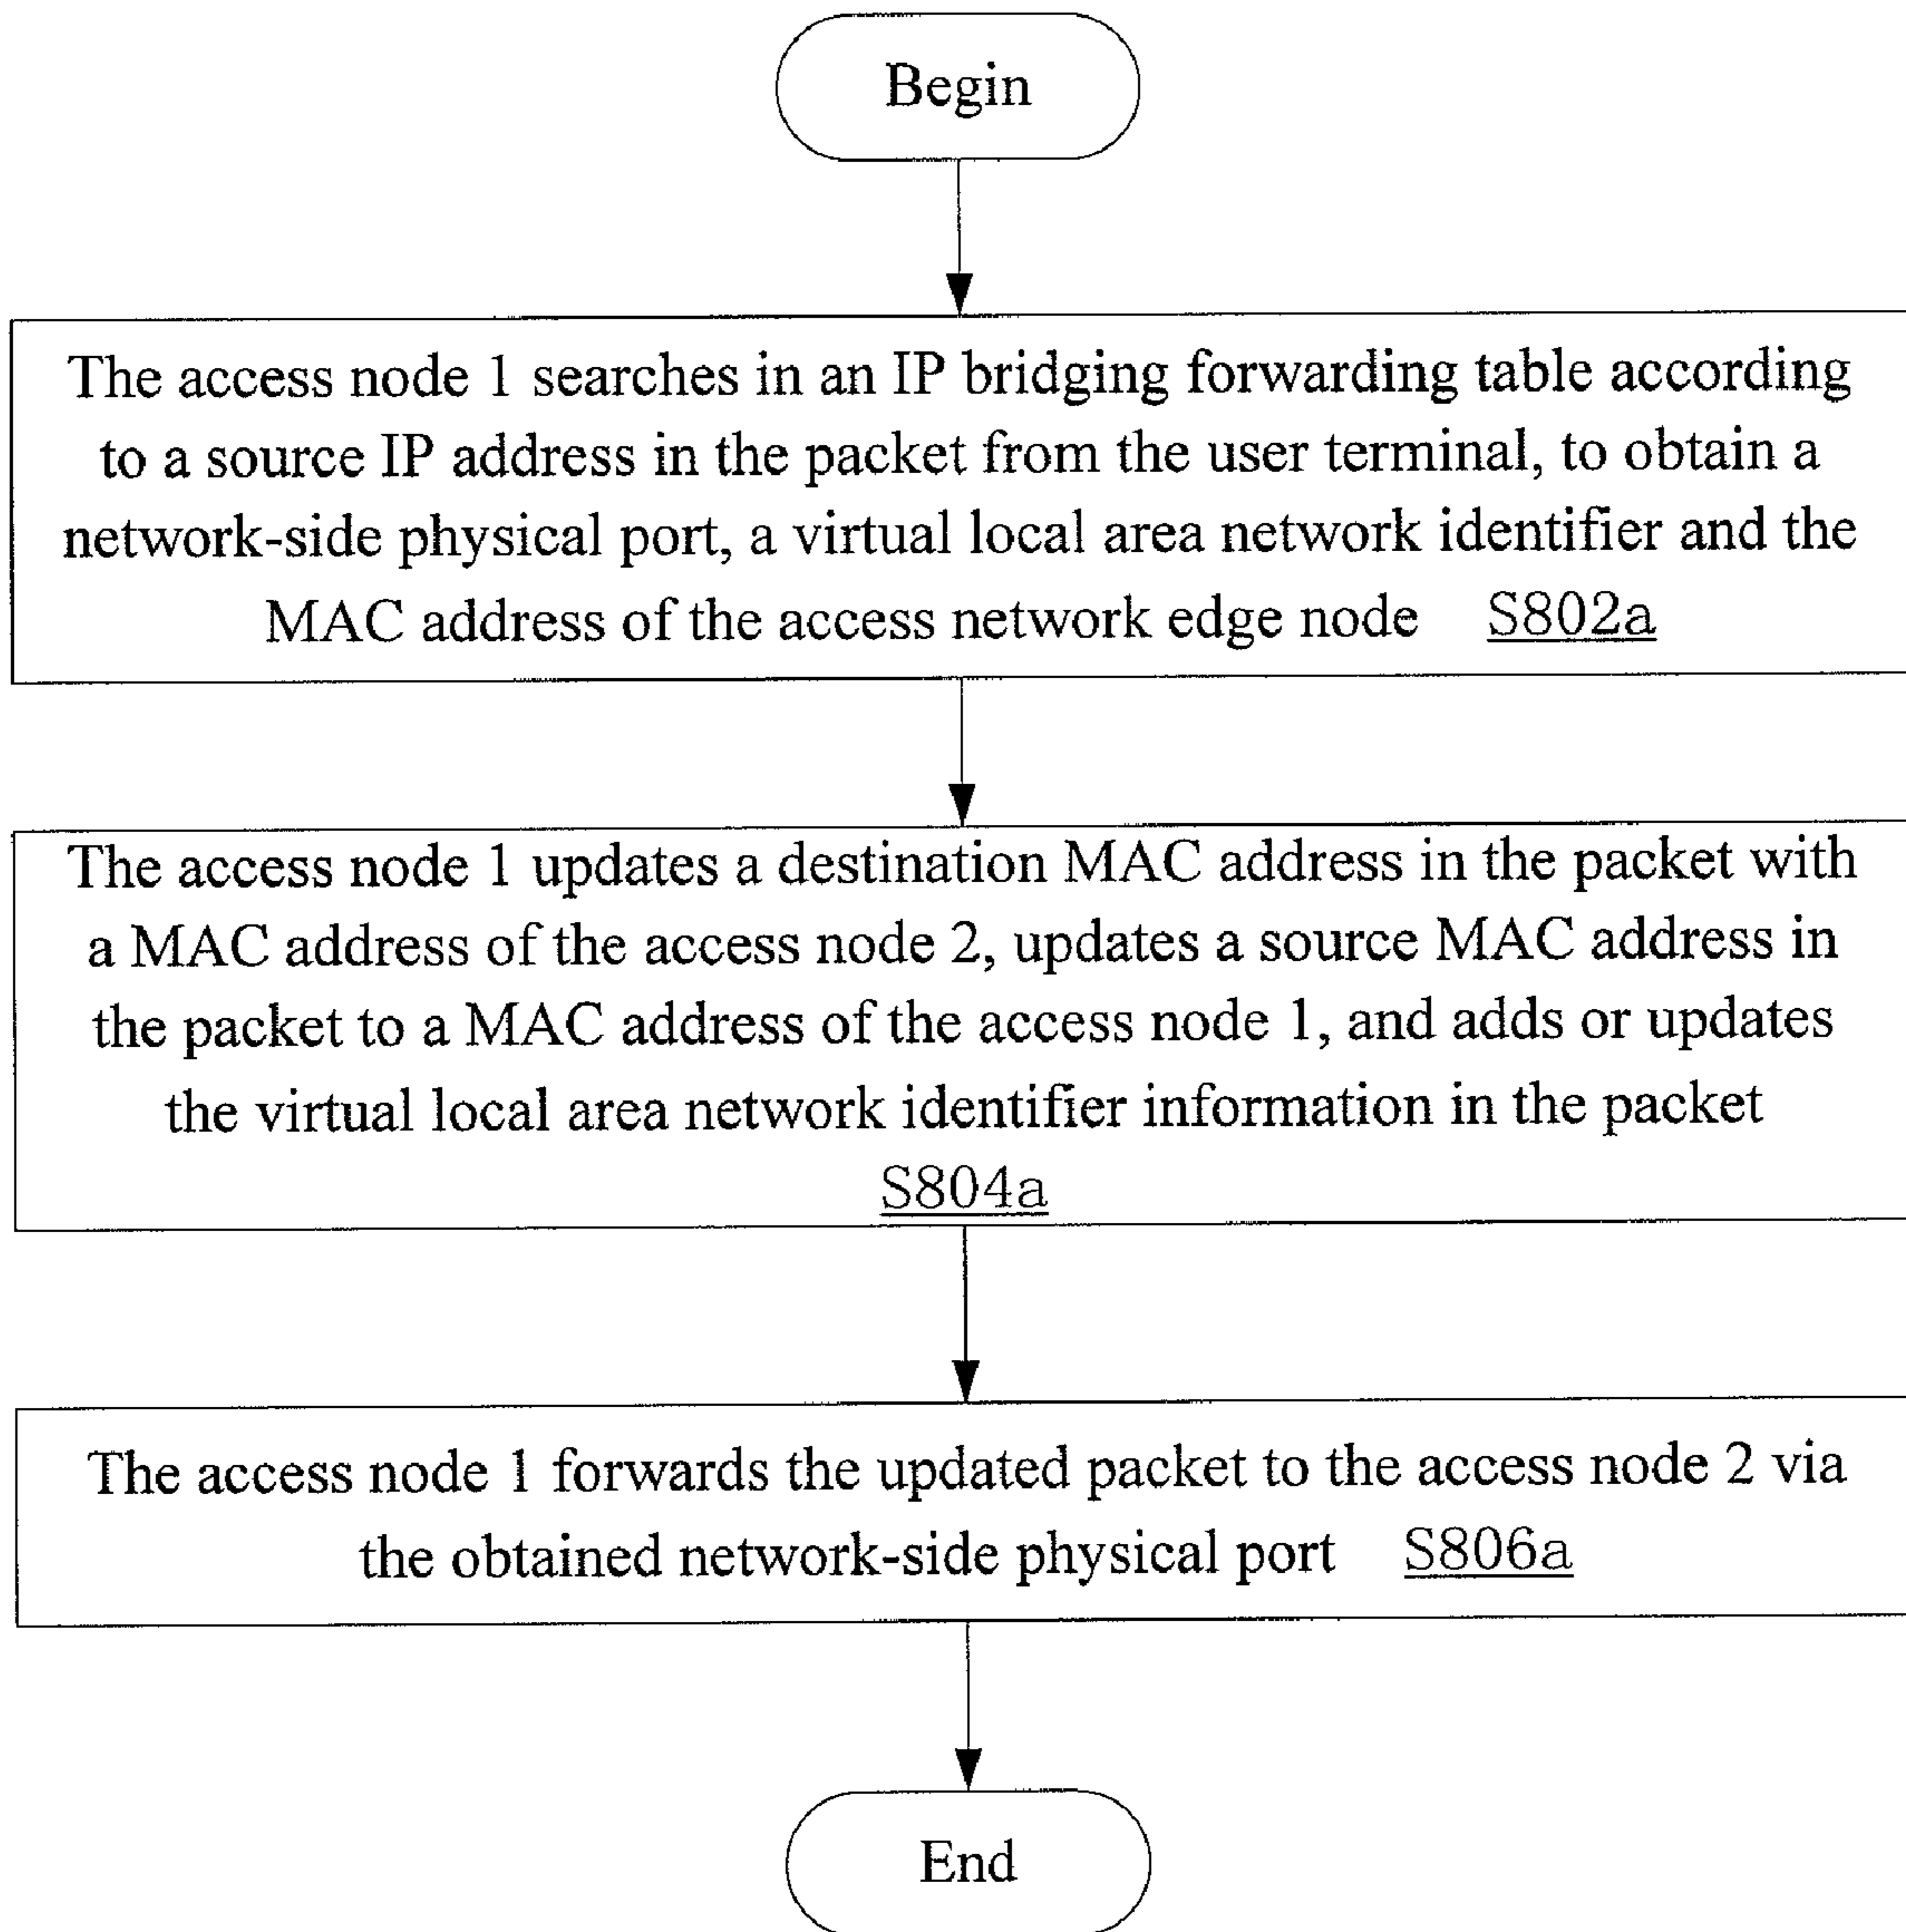 Begin
The access node 1 searches in an IP bridging forwarding table according
to a source IP address in the packet from the user terminal, to obtain a
network-side physical port, a virtual local area network identifier and the
MAC address of the access network edge node S802a
The access node 1 updates a destination MAC address in the packet with
a MAC address of the access node 2, updates a source MAC address in
the packet to a MAC address of the access node 1, and adds or updates
the virtual local area network identifier information in the packet
S804a
The access node 1 forwards the updated packet to the access node 2 via
the obtained network-side physical port S806a
End